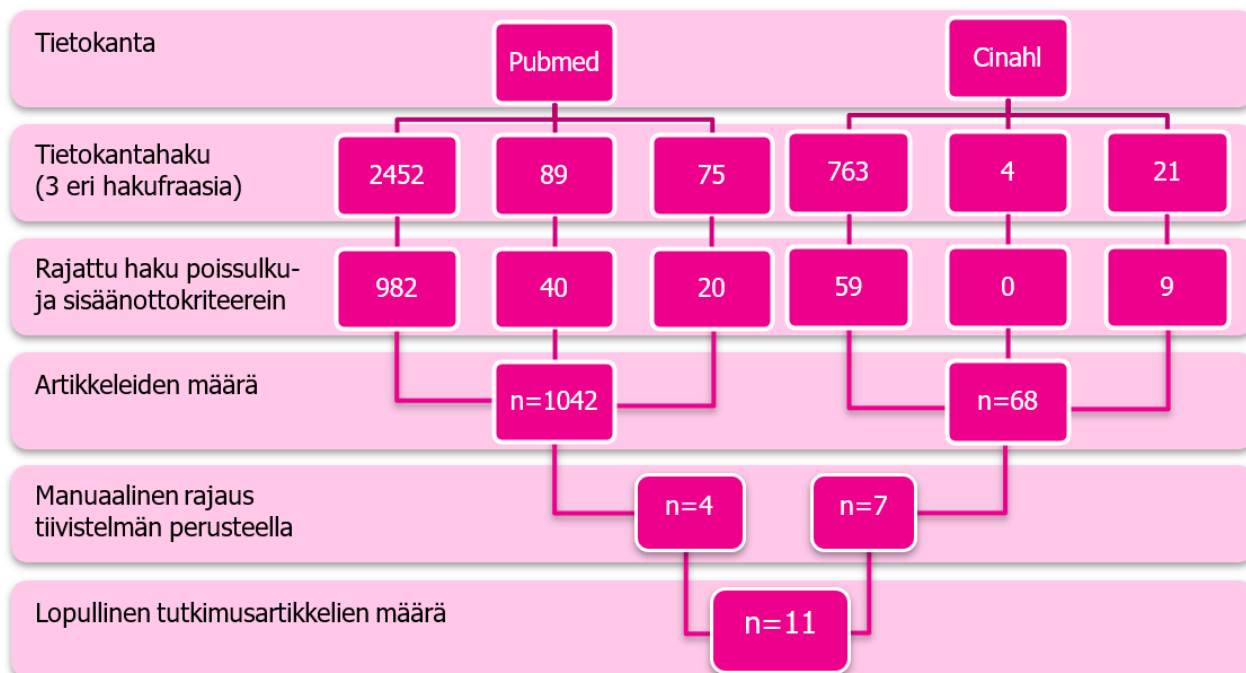 Tietokanta
Pubmed
Cinahl
Tietokantahaku
(3 eri hakufraasia)
2452
89
75
763
4
21
Rajattu haku poissulku-
ja sisäänottokriteerein
982
40
20
59
0
9
Artikkeleiden määrä
n=1042
n=68
Manuaalinen rajaus
tiivistelmän perusteella
n=4
n=7
Lopullinen tutkimusartikkelien määrä
n=11